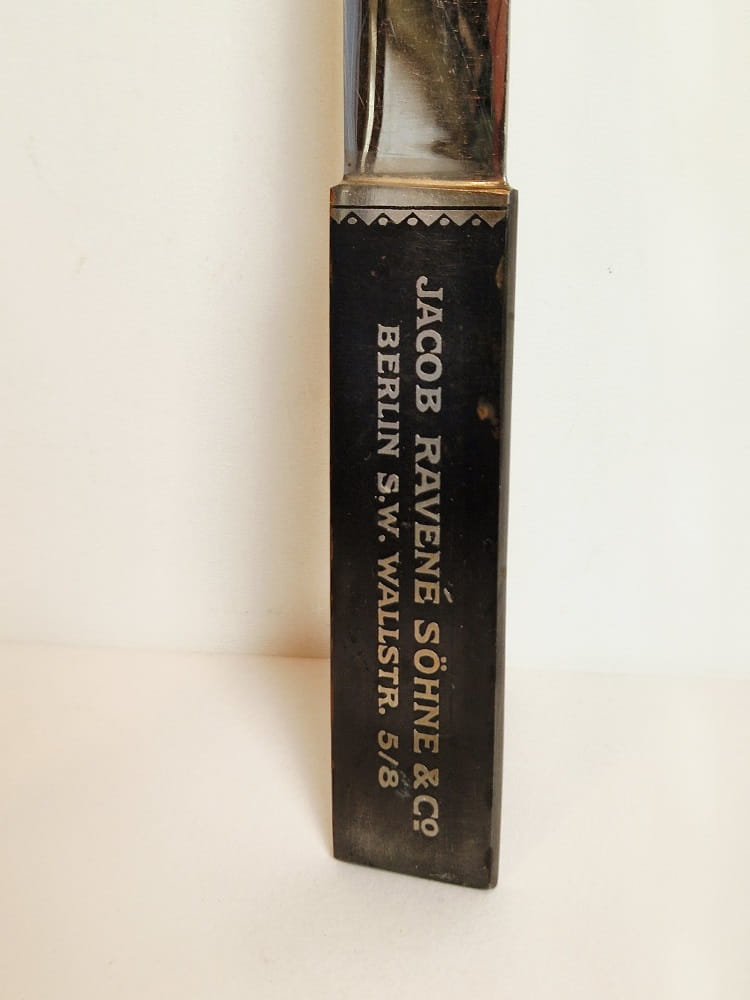 JACOB RAVENÉ SÖHNE & Co
BERLIN S.W. WALLSTR. 5/8